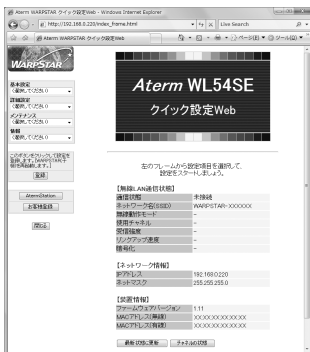 Aterm WARPSTAR クイック設定Web - Windows Internet Explorer
http://192.168.0.220/index_frame.html
Live Search
Aterm WARPSTAR クイック設定Web
ページ(P)
ツール(O)
WARPSTAR
基本設定
(選択してください)
詳細設定
(選択してください)
メンテナンス
(選択してください)
情報
(選択してください)
登録
AtermStation
お客様登録
閉じる
Aterm WL54SE
クイック設定Web
左のフレームから設定項目を選択して、
設定をスタートしましょう。
【無線LAN通信状態】
通信状態 未接続
ネットワーク名(SSID) WARPSTAR-XXXXXX
無線動作モード -
使用チャネル -
受信強度 -
リンクアップ速度 -
暗号化 -
【ネットワーク情報】
IPアドレス 192.168.0.220
ネットマスク 255.255.255.0
【装置情報】
ファームウェアバージョン 1.11
MACアドレス(無線) XX:XX:XX:XX:XX:XX
MACアドレス(有線) XX:XX:XX:XX:XX:XX
最新状態に更新 チャネルの状態